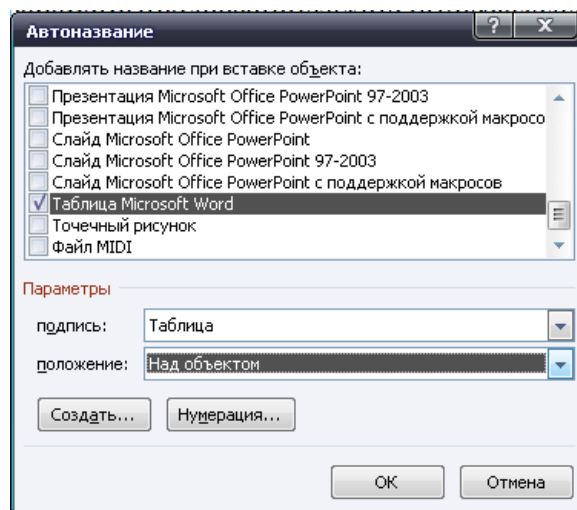 Автоназвание
Добавлять название при вставке объекта:
Презентация Microsoft Office PowerPoint 97-2003
Презентация Microsoft Office PowerPoint с поддержкой макросо
Слайд Microsoft Office PowerPoint
Слайд Microsoft Office PowerPoint 97-2003
Слайд Microsoft Office PowerPoint с поддержкой макросов
Таблица Microsoft Word
Точечный рисунок
Файл MIDI
Параметры
подпись: Таблица
положение: Над объектом
Создать... Нумерация...
ОК Отмена